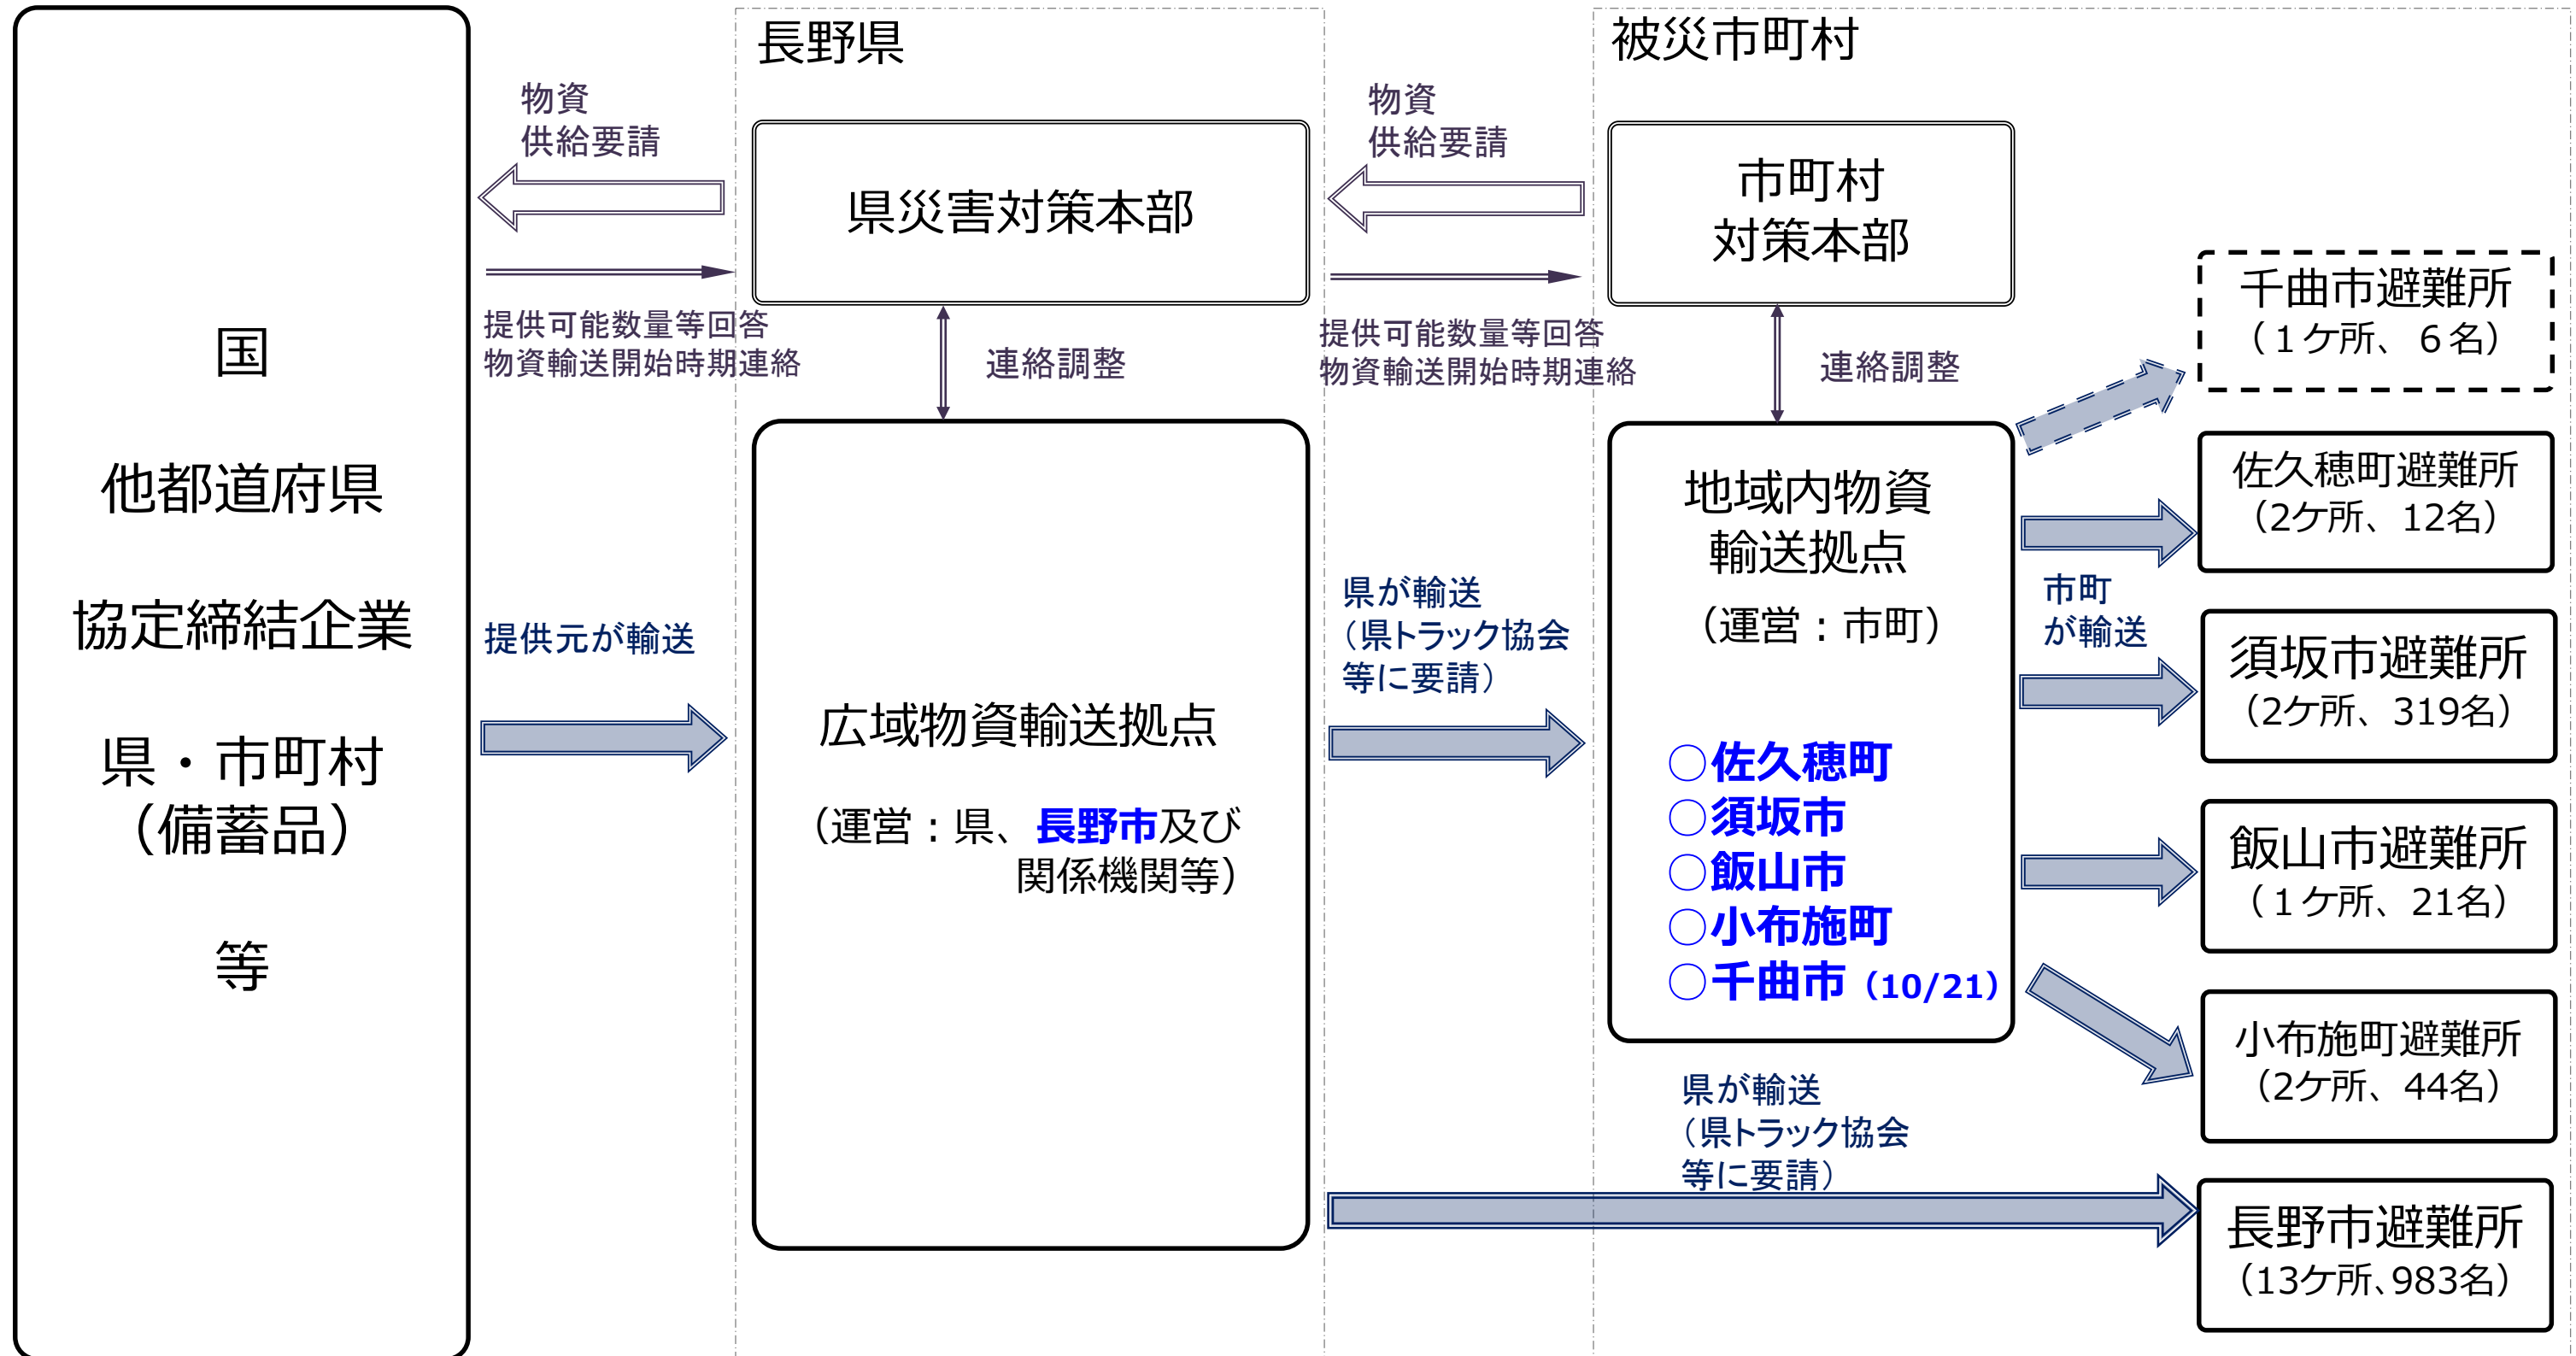 国
他都道府県
協定締結企業
県・市町村
（備蓄品）
等
物資
供給要請
提供可能数量等回答
物資輸送開始時期連絡
提供元が輸送
長野県
県災害対策本部
連絡調整
広域物資輸送拠点
（運営：県、長野市及び
関係機関等）
物資
供給要請
提供可能数量等回答
物資輸送開始時期連絡
県が輸送
（県トラック協会
等に要請）
被災市町村
市町村
対策本部
連絡調整
地域内物資
輸送拠点
（運営：市町）
○佐久穂町
○須坂市
○飯山市
○小布施町
○千曲市（10/21）
県が輸送
（県トラック協会
等に要請）
市町
が輸送
千曲市避難所
（１ケ所、６名）
佐久穂町避難所
（2ケ所、12名）
須坂市避難所
（2ケ所、319名）
飯山市避難所
（１ケ所、21名）
小布施町避難所
（2ケ所、44名）
長野市避難所
（13ケ所、983名）